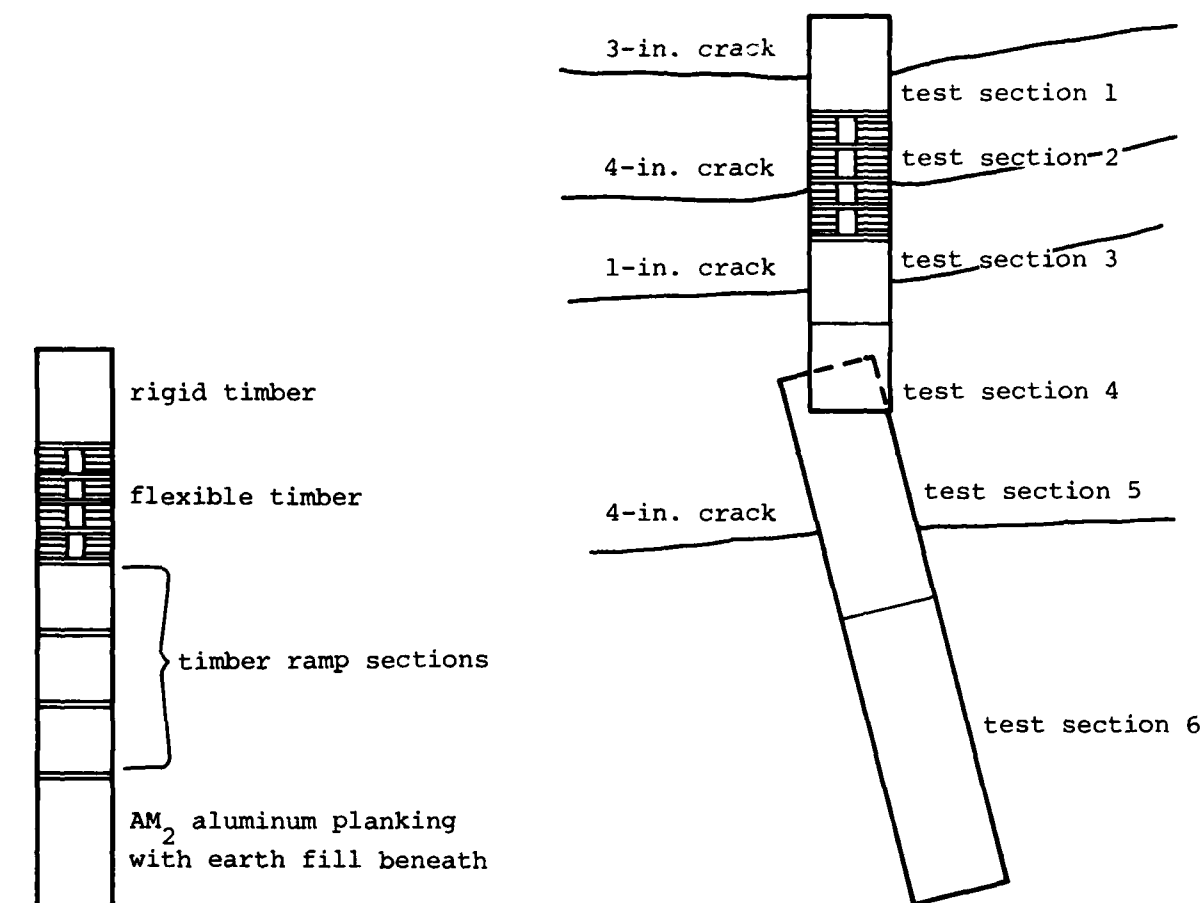 rigid timber
flexible timber
timber ramp sections
AM2 aluminum planking
with earth fill beneath
3-in. crack
test section 1
4-in. crack
test section 2
1-in. crack
test section 3
test section 4
4-in. crack
test section 5
test section 6